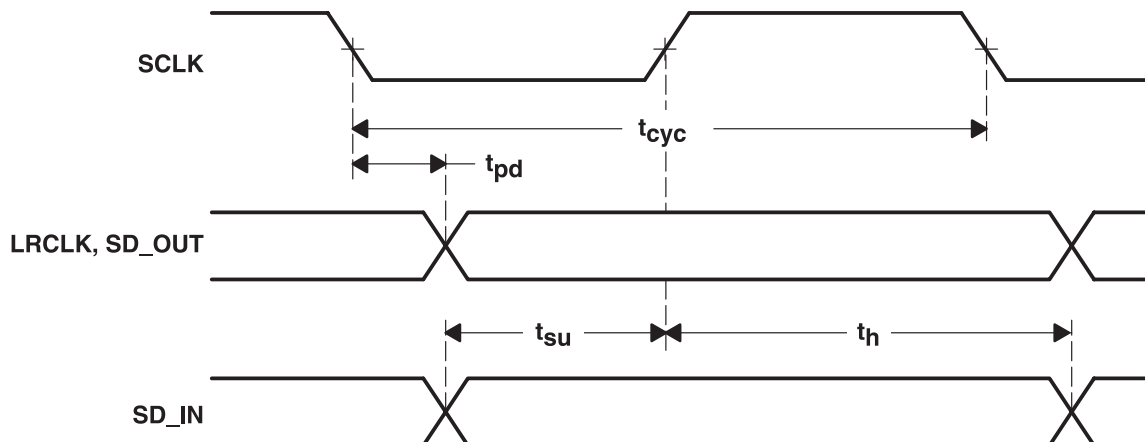 SCLK
tcyc
tpd
LRCLK, SD_OUT
tsu
th
SD_IN